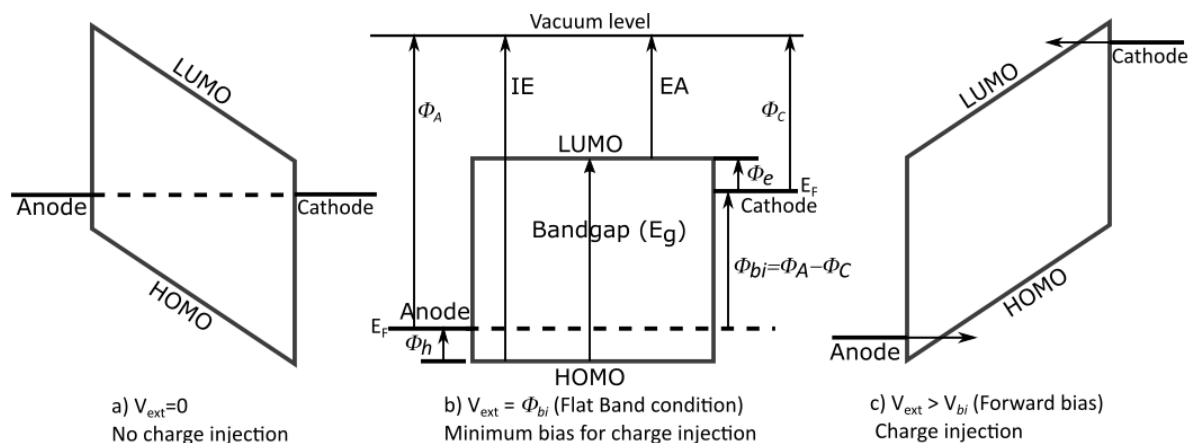 Vacuum level
LUMO
HOMO
Anode
Cathode
a) V_ext=0
No charge injection
Φ_A
IE
EA
Φ_C
LUMO
Φ_e
E_F
Cathode
Bandgap (E_g)
Φ_bi=Φ_A−Φ_C
Anode
E_F
Φ_h
HOMO
b) V_ext = Φ_bi (Flat Band condition)
Minimum bias for charge injection
LUMO
Cathode
HOMO
Anode
c) V_ext > V_bi (Forward bias)
Charge injection